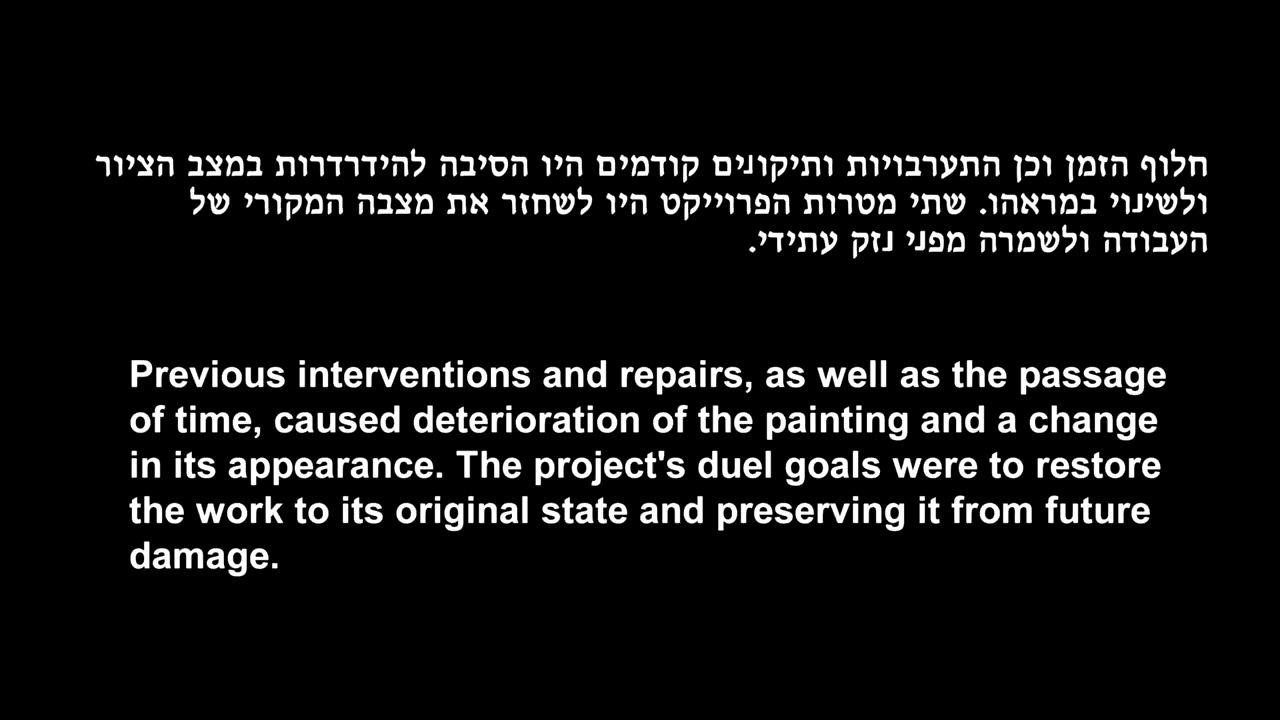 חלוף הזמן וכן התערבויות ותיקונים קודמים היו הסיבה להידרדרות במצב הציור
ולשינוי במראהו. שתי מטרות הפרוייקט היו לשחזר את מצבה המקורי של
העבודה ולשמרה מפני נזק עתידי.
Previous interventions and repairs, as well as the passage
of time, caused deterioration of the painting and a change
in its appearance. The project's duel goals were to restore
the work to its original state and preserving it from future
damage.